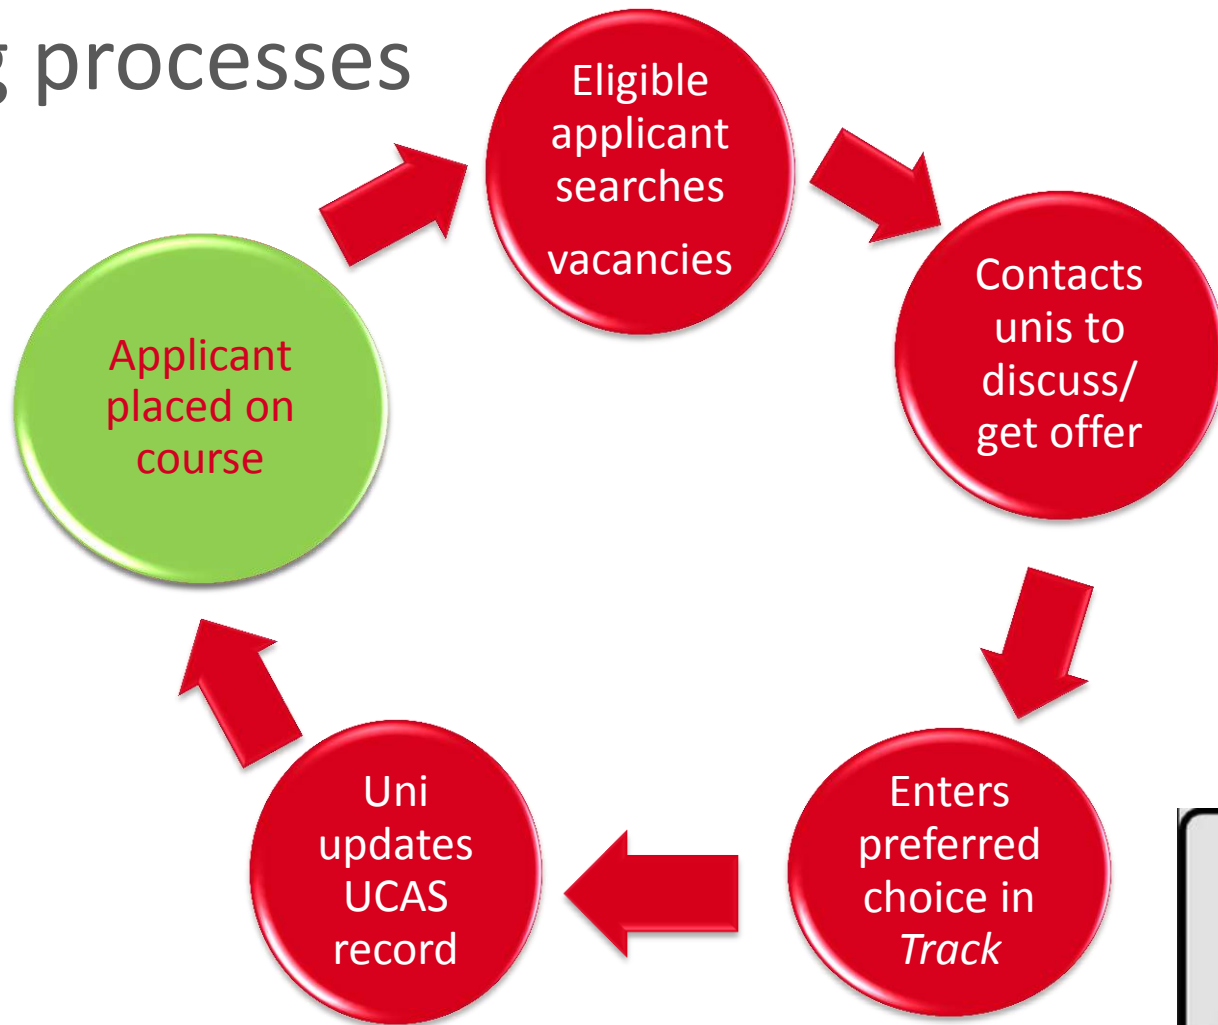 g processes
Eligible
applicant
searches
vacancies
Contacts
unis to
discuss/
get offer
Enters
preferred
choice in
Track
Uni
updates
UCAS
record
Applicant
placed on
course